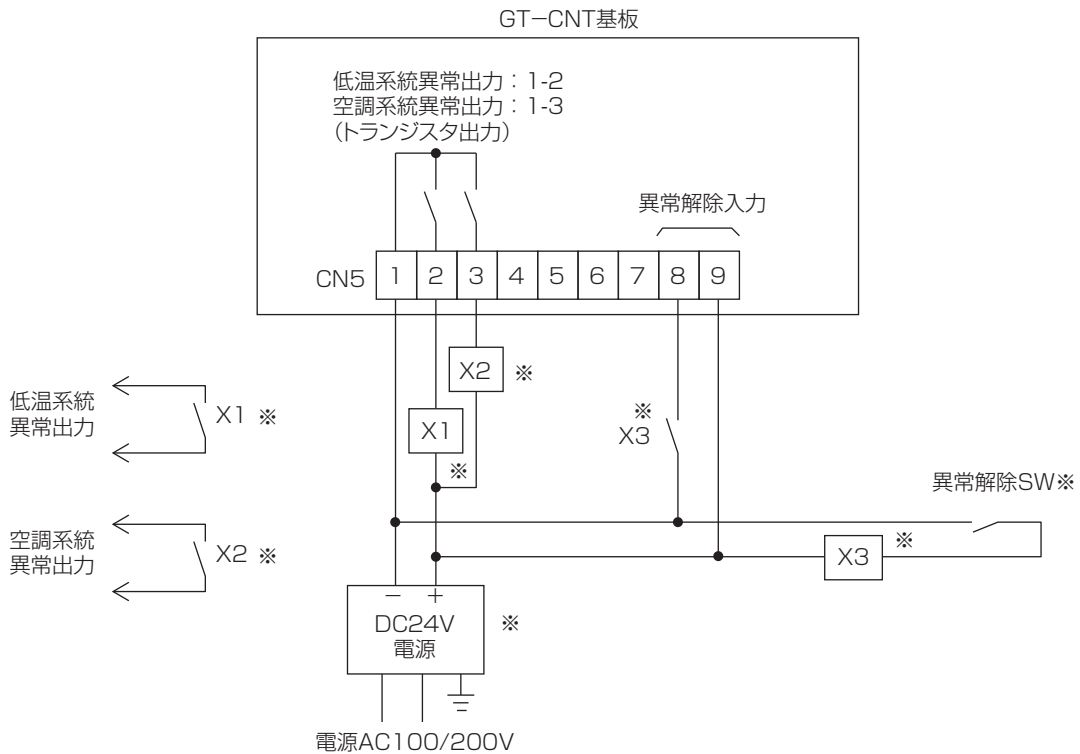 GT−CNT基板
低温系統異常出力：1-2
空調系統異常出力：1-3
(トランジスタ出力)
異常解除入力
CN5 1 2 3 4 5 6 7 8 9
X2 ※
低温系統
異常出力
X1 ※
X1
※
※
X3
異常解除SW※
空調系統
異常出力
X2 ※
X3
※
− +
DC24V
電源
※
電源AC100/200V